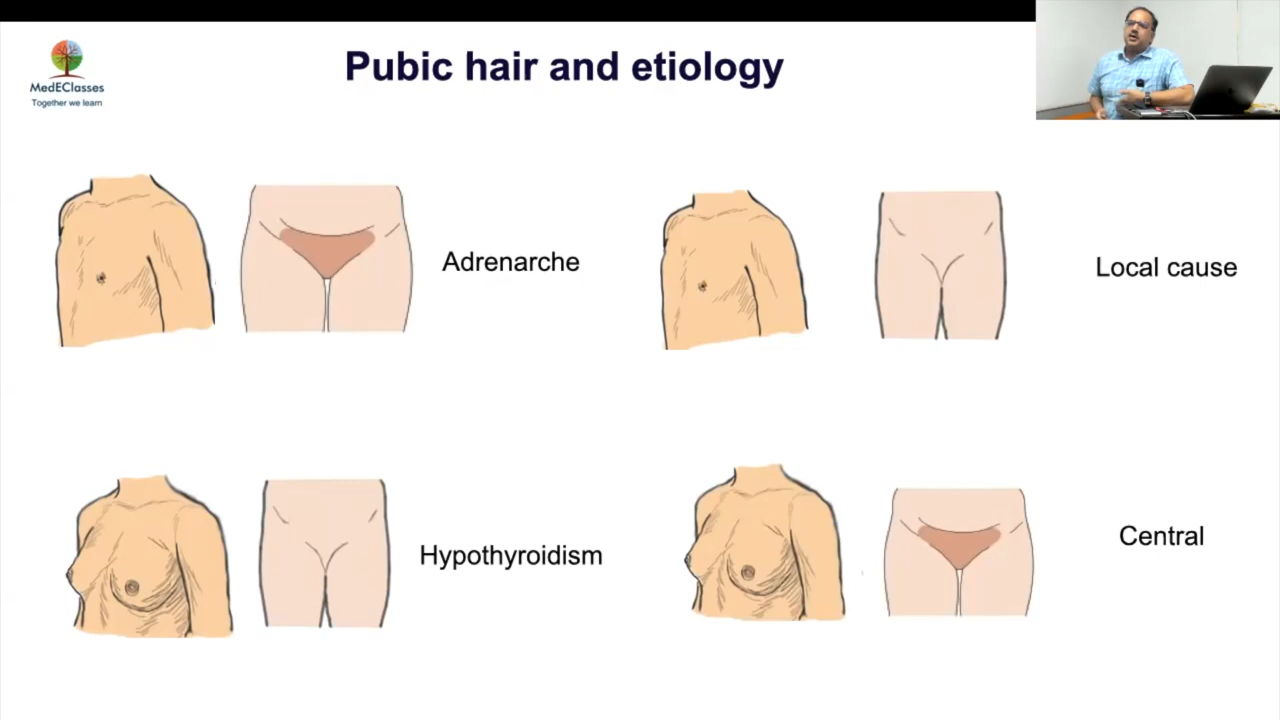 Pubic hair and etiology
MedEClasses
Together we learn
Adrenarche
Local cause
Hypothyroidism
Central